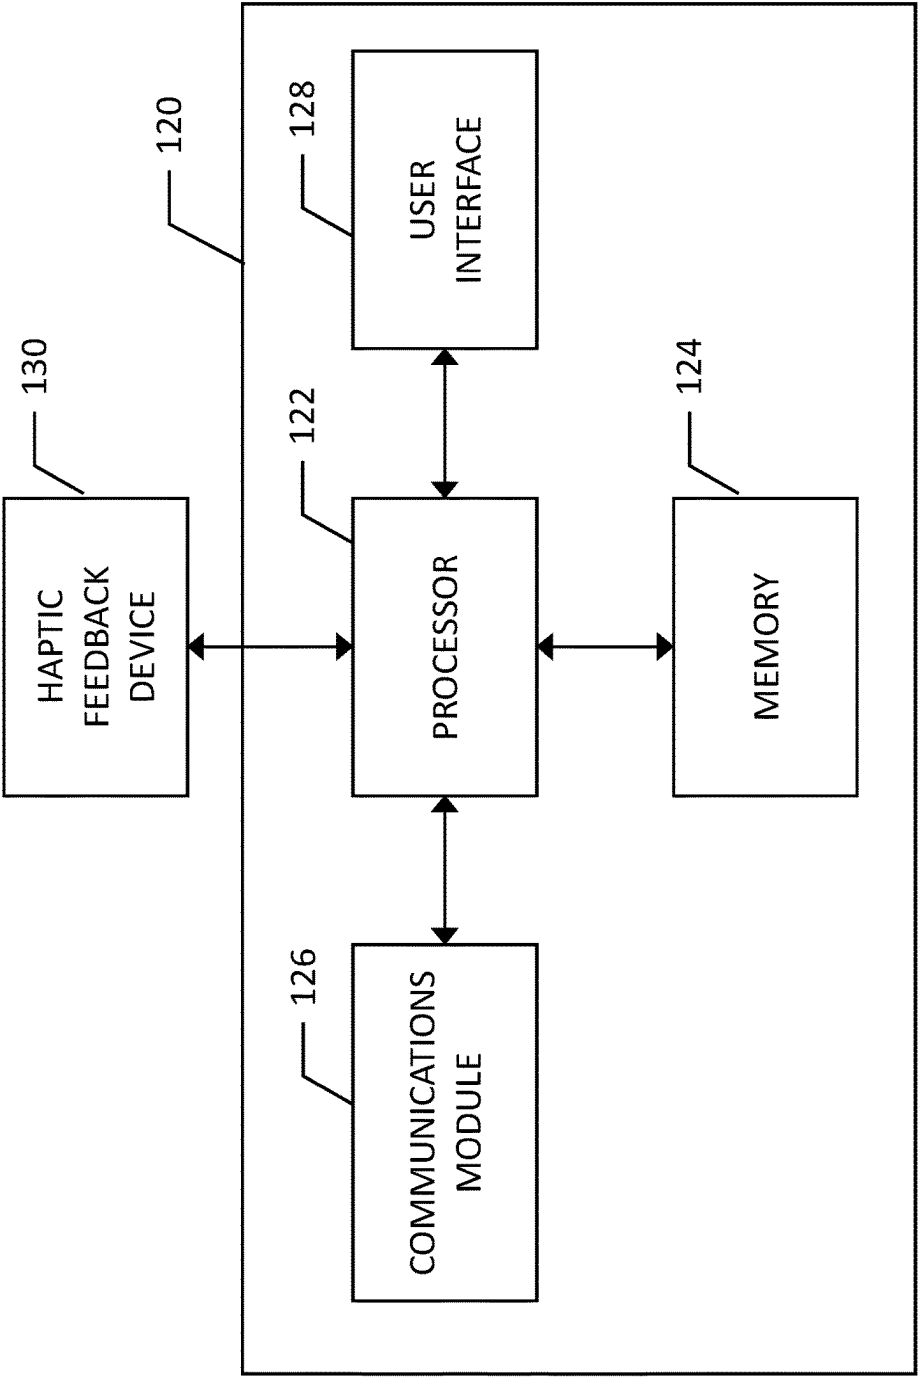 130
HAPTIC
FEEDBACK
DEVICE
120
126
122
128
COMMUNICATIONS
MODULE
PROCESSOR
USER
INTERFACE
124
MEMORY